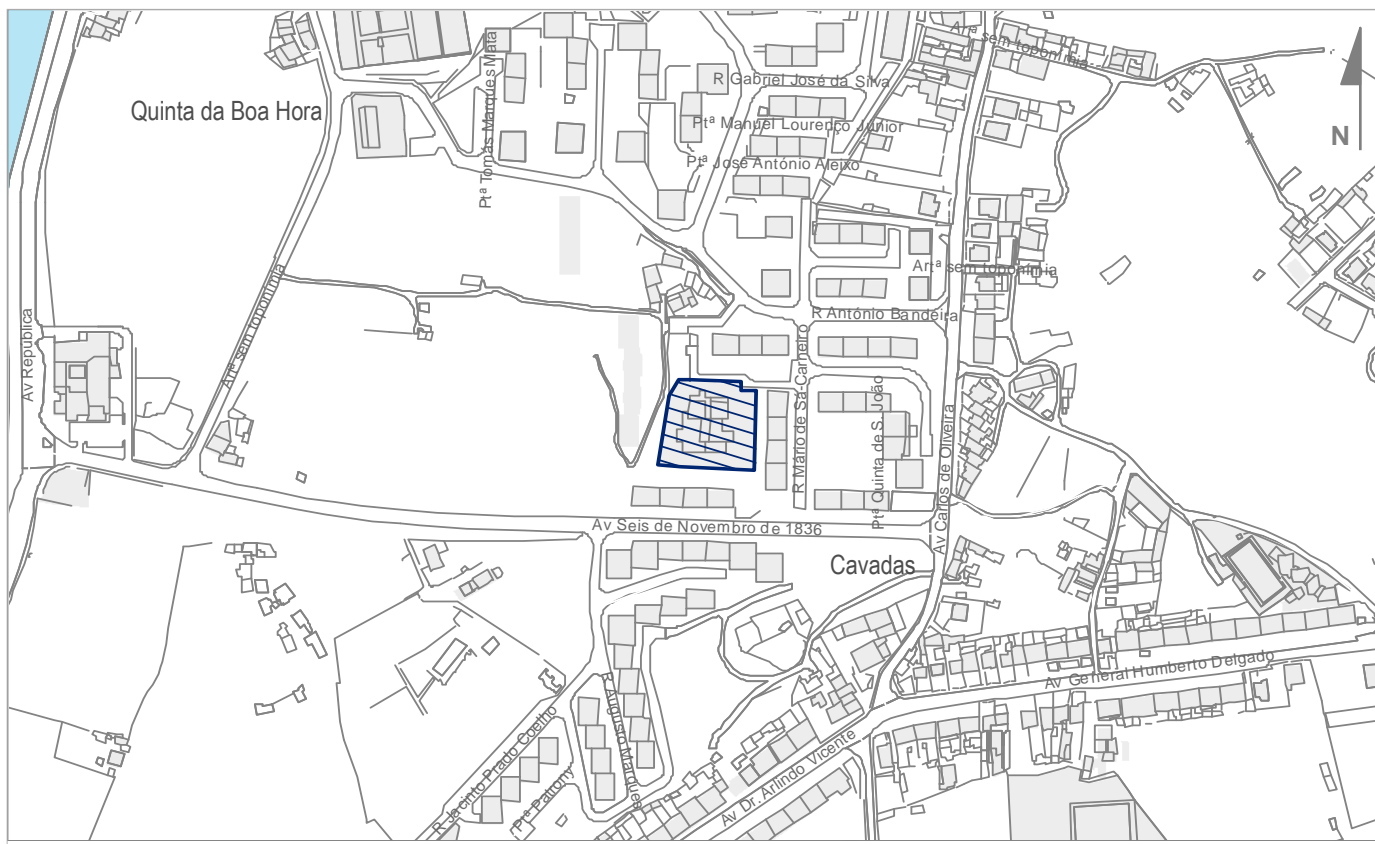 Artª sem toponímia
R Gabriel José da Silva
Quinta da Boa Hora
Ptª Manuel Lourenço Júnior
N
Ptª Tomás Marques Mata
Ptª José António Aleixo
Artª sem toponímia
Artª sem toponímia
R António Bandeira
Av República
R Mário de Sá-Carneiro
Ptª Quinta de S. João
Av Carlos de Oliveira
Av Seis de Novembro de 1836
Cavadas
Av General Humberto Delgado
R Augusto Marques
R Jacinto Prado Coelho
Ptª Patrony
Av Dr. Arlindo Vicente